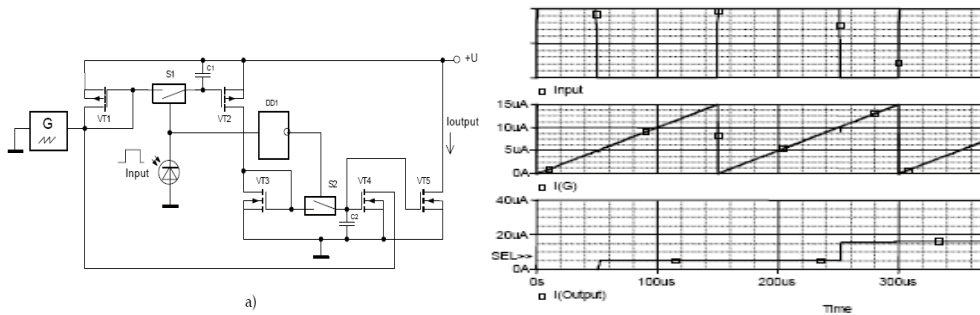 +U
S1
C1
DD1
VT1
VT2
G
Ioutput
Input
VT3
S2
VT4
VT5
C2
a)
Input
15uA
10uA
5uA
0A
I(G)
40uA
20uA
SEL>>
0A
0s
100us
200us
300us
I(Output)
Time